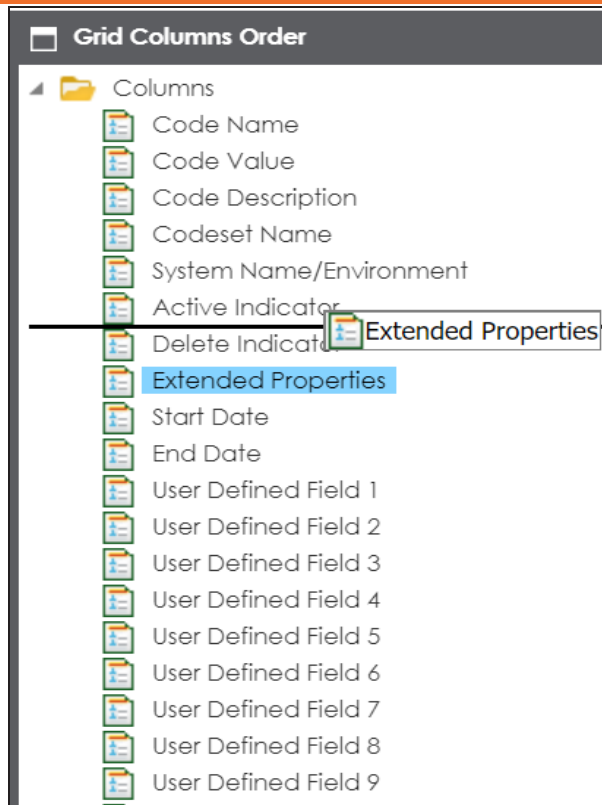 Grid Columns Order
Columns
Code Name
Code Value
Code Description
Codeset Name
System Name/Environment
Active Indicator
Extended Properties
Delete Indicator
Extended Properties
Start Date
End Date
User Defined Field 1
User Defined Field 2
User Defined Field 3
User Defined Field 4
User Defined Field 5
User Defined Field 6
User Defined Field 7
User Defined Field 8
User Defined Field 9